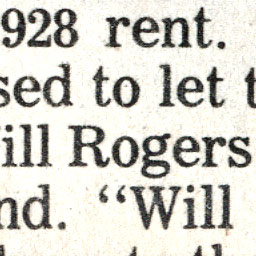 928 rent.
sed to let
ill Rogers
nd. “Will